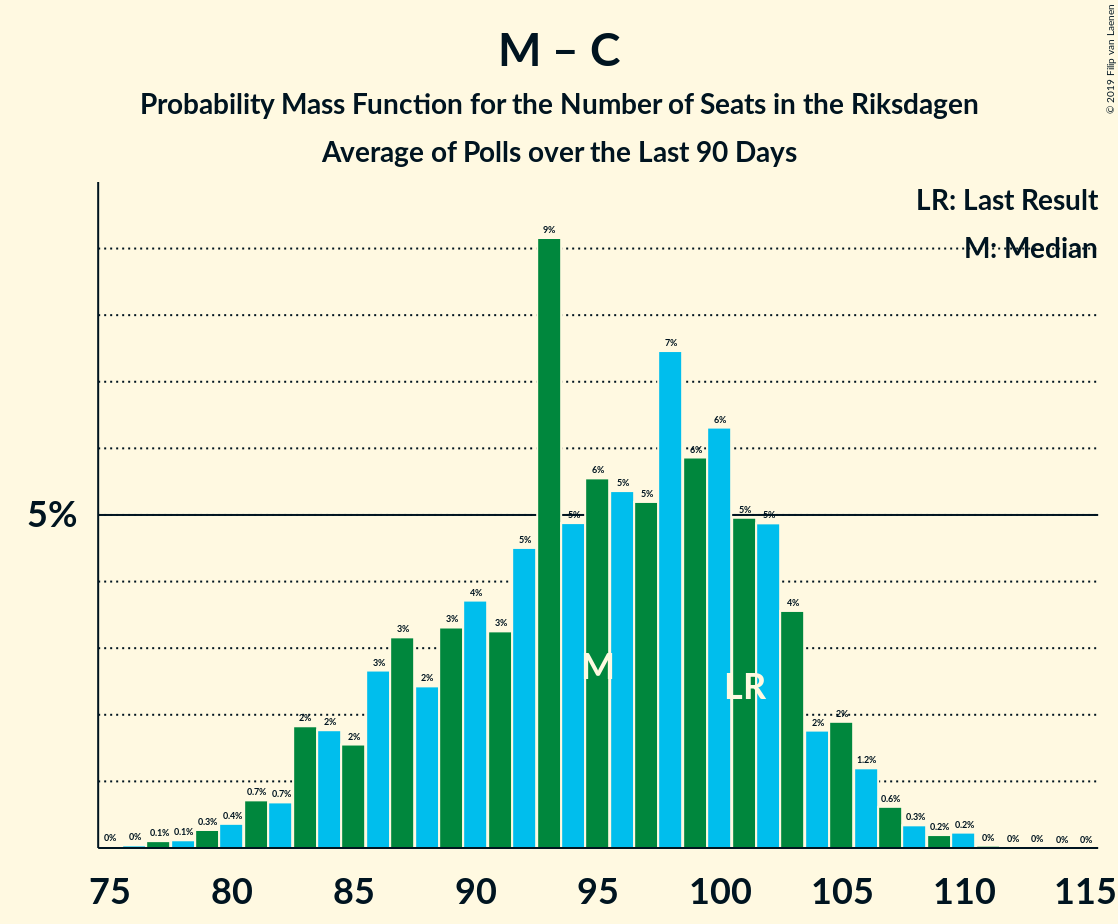 M – C
Probability Mass Function for the Number of Seats in the Riksdagen
Average of Polls over the Last 90 Days
© 2019 Filip van Laenen
LR: Last Result
M: Median
5%
0% 0% 0.1% 0.1% 0.3% 0.4% 0.7% 0.7% 2% 2% 2% 3% 3% 2% 3% 4% 3% 5% 9% 5% 6% 5% 5% 7% 6% 6% 5% 5% 4% 2% 2% 1.2% 0.6% 0.3% 0.2% 0.2% 0% 0% 0% 0% 0%
M
LR
75 80 85 90 95 100 105 110 115